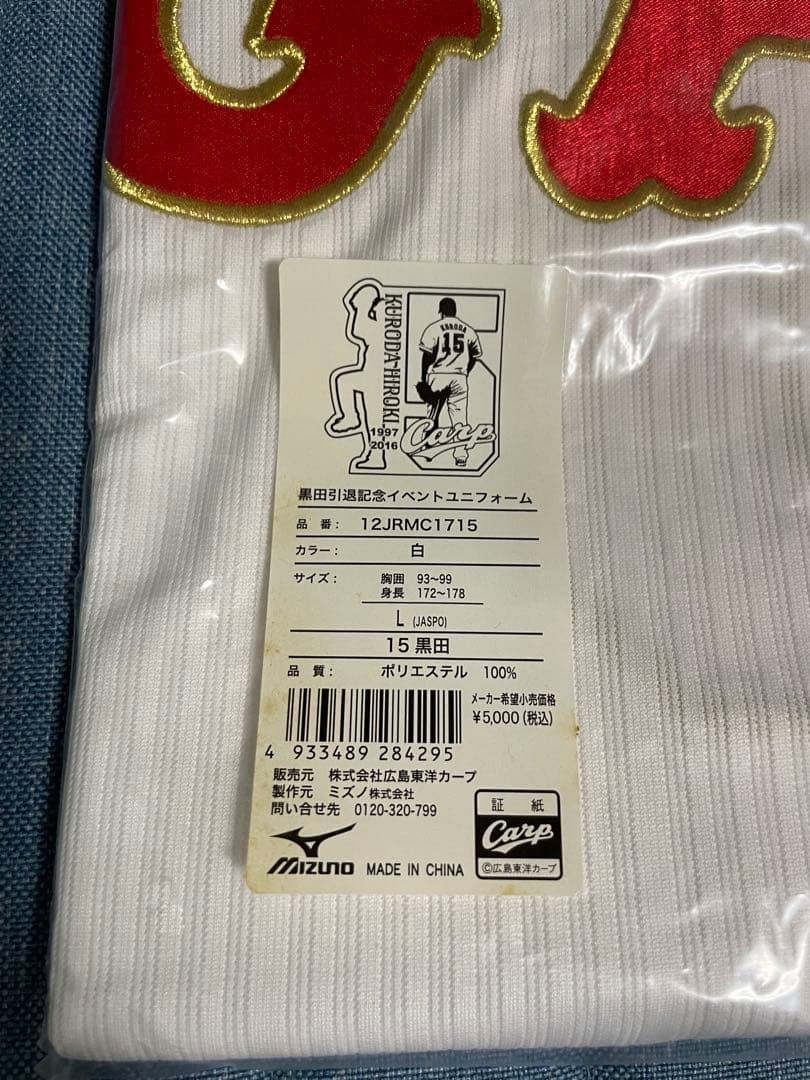 KURODA-HIROKI
1997
-
2016
KURODA
15
Carp
黒田引退記念イベントユニフォーム
品番: 12JRMC1715
カラー: 白
サイズ: 胸囲 93~99
身長 172~178
L (JASPO)
15 黒田
品質: ポリエステル 100%
メーカー希望小売価格
¥5,000(税込)
4 933489 284295
販売元 株式会社広島東洋カープ
製作元 ミズノ株式会社
問い合せ先 0120-320-799
MIZUNO MADE IN CHINA
証紙
Carp
©広島東洋カープ